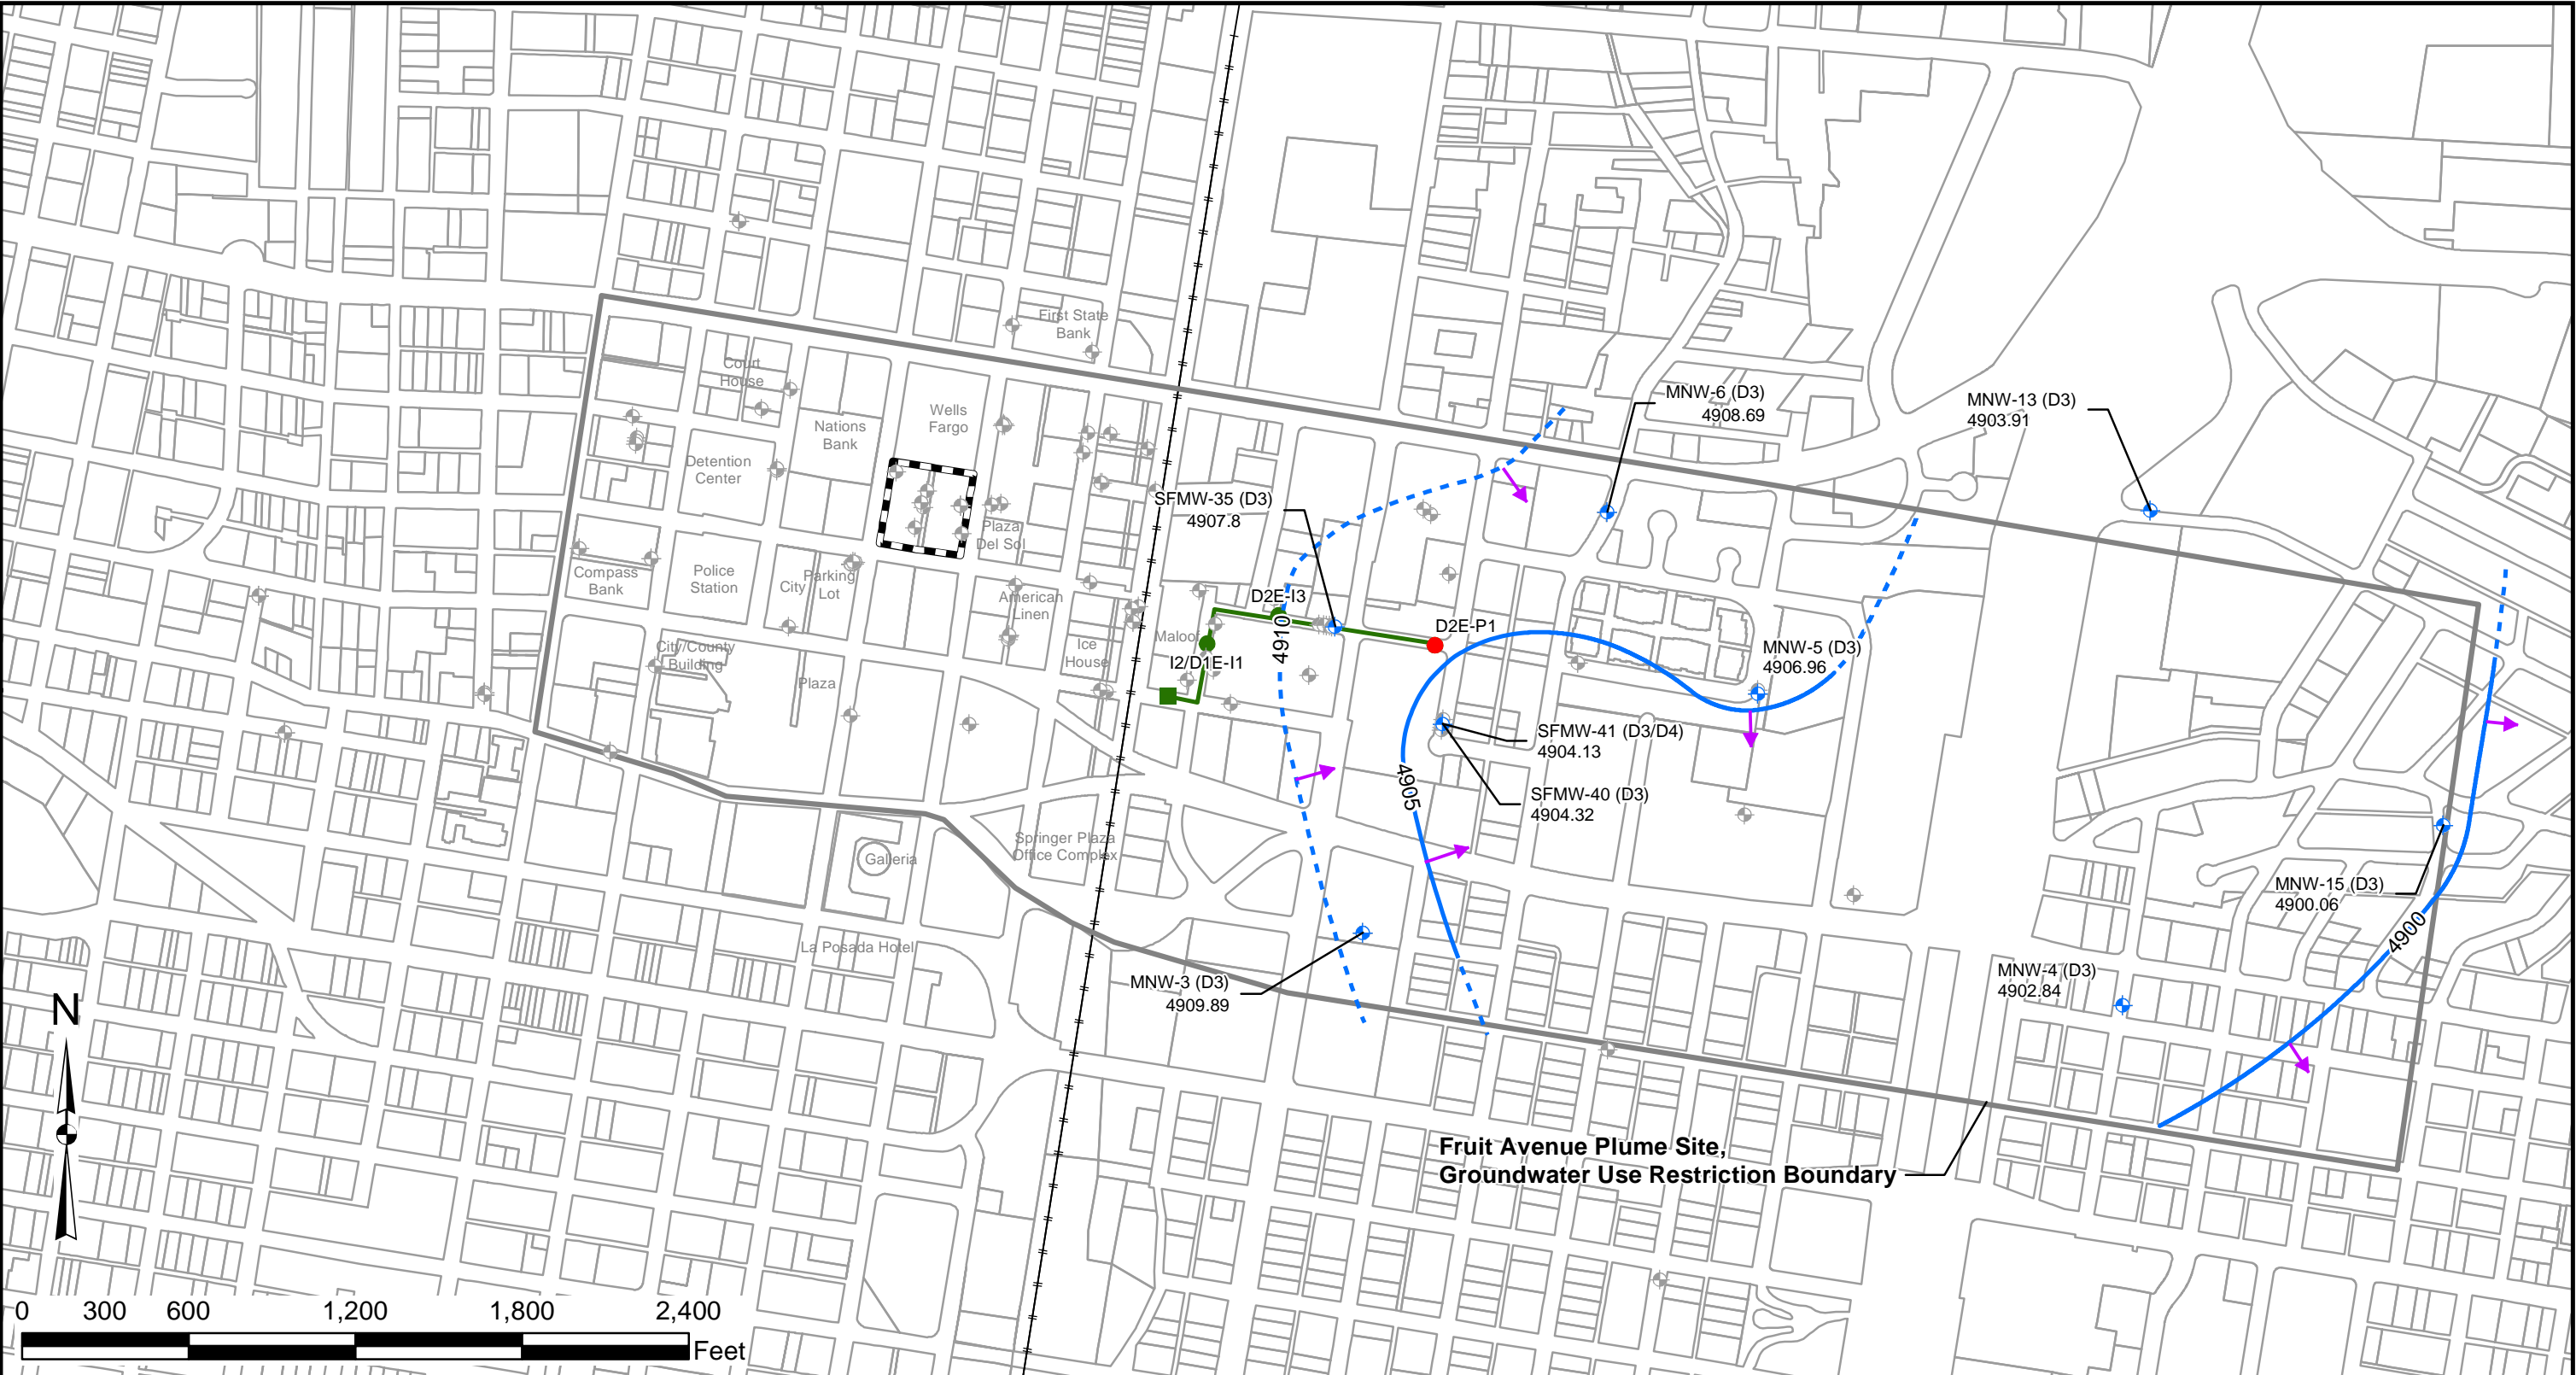 First State
Bank
Court
House
MNW-6 (D3)
4908.69
MNW-13 (D3)
4903.91
Wells
Fargo
Nations
Bank
Detention
Center
SFMW-35 (D3)
4907.8
Plaza
Del Sol
Compass
Bank
Police
Station
City
Parking
Lot
American
Linen
D2E-I3
4910
D2E-P1
Maloof
Ice
House
I2/D1E-I1
City/County
Building
Plaza
MNW-5 (D3)
4906.96
SFMW-41 (D3/D4)
4904.13
4905
SFMW-40 (D3)
4904.32
Springer Plaza
Office Complex
Galleria
MNW-15 (D3)
4900.06
4900
La Posada Hotel
MNW-3 (D3)
4909.89
MNW-4 (D3)
4902.84
N
Fruit Avenue Plume Site,
Groundwater Use Restriction Boundary
0 300 600 1,200 1,800 2,400
Feet